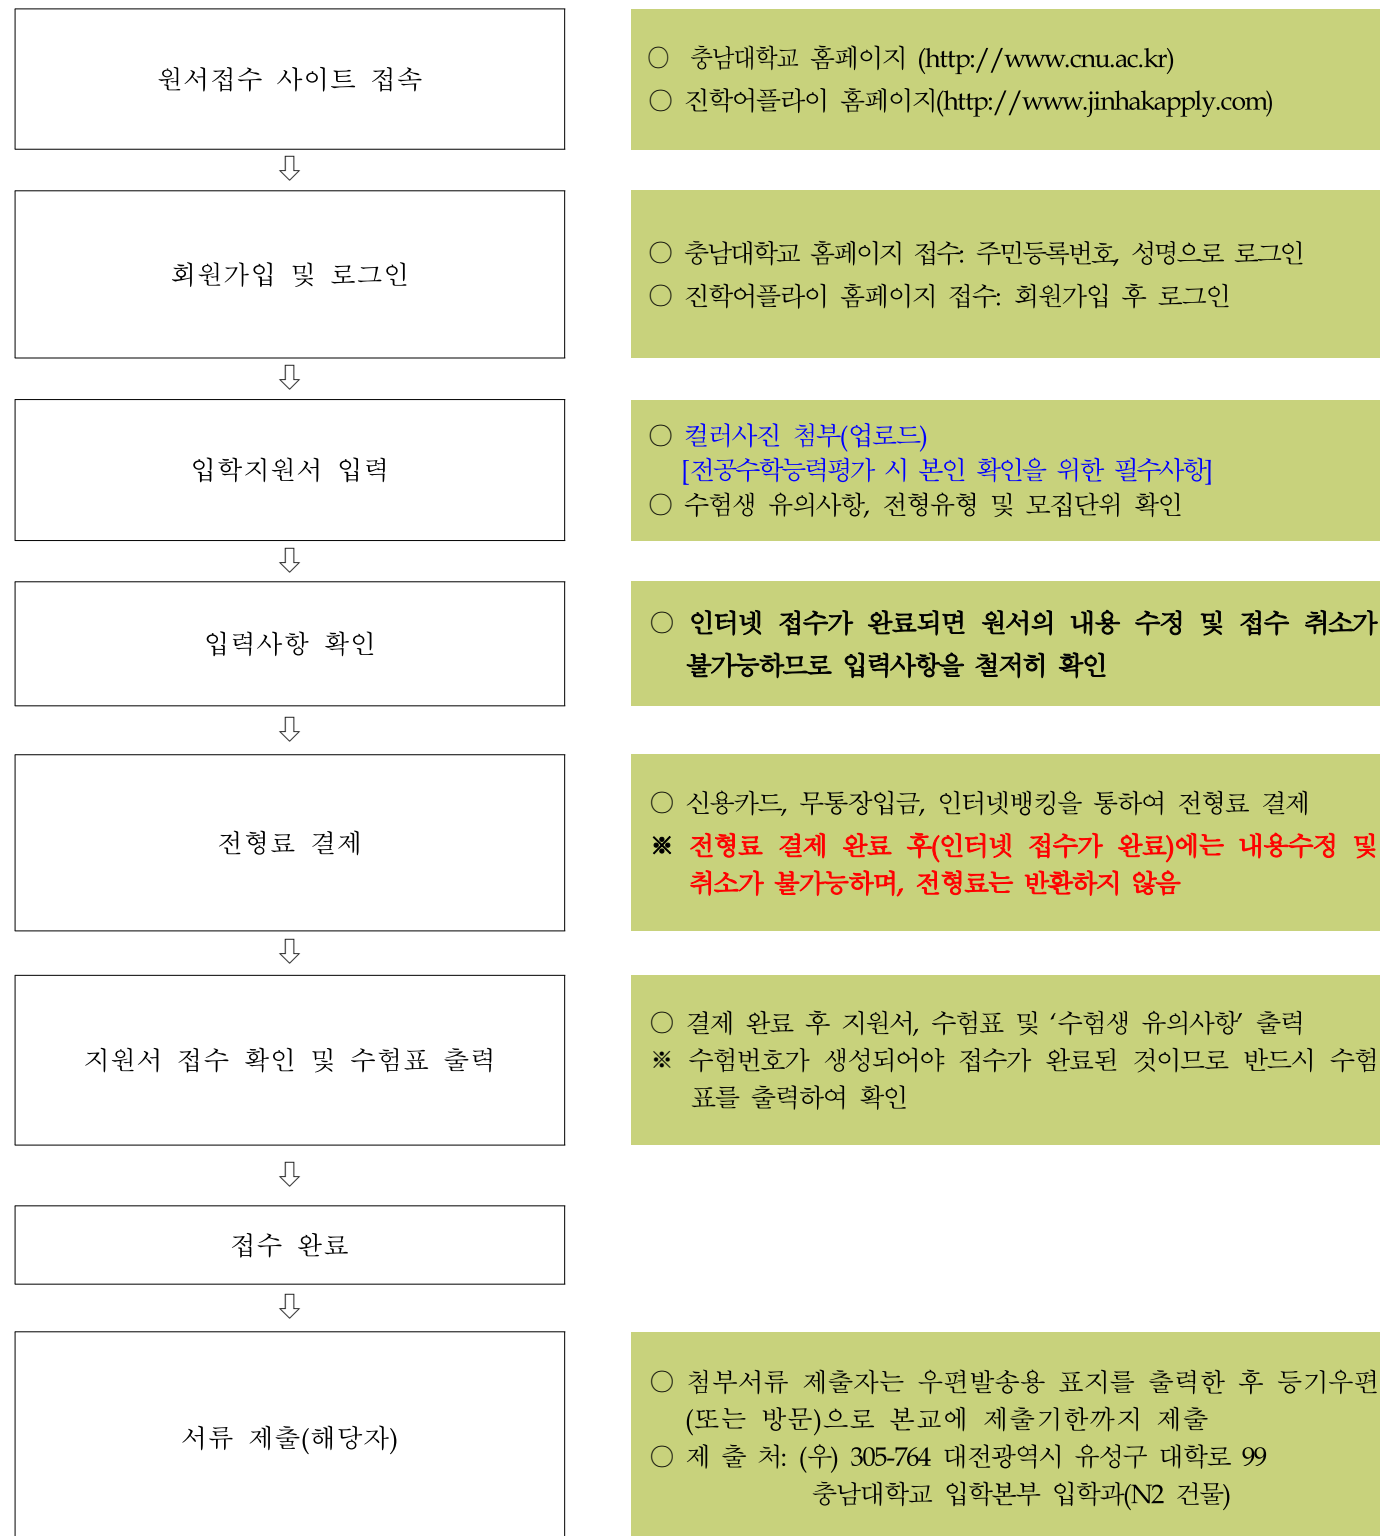 원서접수 사이트 접속
○ 충남대학교 홈페이지 (http://www.cnu.ac.kr)
○ 진학어플라이 홈페이지(http://www.jinhakapply.com)
⇩
회원가입 및 로그인
○ 충남대학교 홈페이지 접수: 주민등록번호, 성명으로 로그인
○ 진학어플라이 홈페이지 접수: 회원가입 후 로그인
⇩
입학지원서 입력
○ 컬러사진 첨부(업로드)
[전공수학능력평가 시 본인 확인을 위한 필수사항]
○ 수험생 유의사항, 전형유형 및 모집단위 확인
⇩
입력사항 확인
○ 인터넷 접수가 완료되면 원서의 내용 수정 및 접수 취소가
불가능하므로 입력사항을 철저히 확인
⇩
전형료 결제
○ 신용카드, 무통장입금, 인터넷뱅킹을 통하여 전형료 결제
※ 전형료 결제 완료 후(인터넷 접수가 완료)에는 내용수정 및
취소가 불가능하며, 전형료는 반환하지 않음
⇩
지원서 접수 확인 및 수험표 출력
○ 결제 완료 후 지원서, 수험표 및 ‘수험생 유의사항’ 출력
※ 수험번호가 생성되어야 접수가 완료된 것이므로 반드시 수험
표를 출력하여 확인
⇩
접수 완료
⇩
서류 제출(해당자)
○ 첨부서류 제출자는 우편발송용 표지를 출력한 후 등기우편
(또는 방문)으로 본교에 제출기한까지 제출
○ 제 출 처: (우) 305-764 대전광역시 유성구 대학로 99
충남대학교 입학본부 입학과(N2 건물)